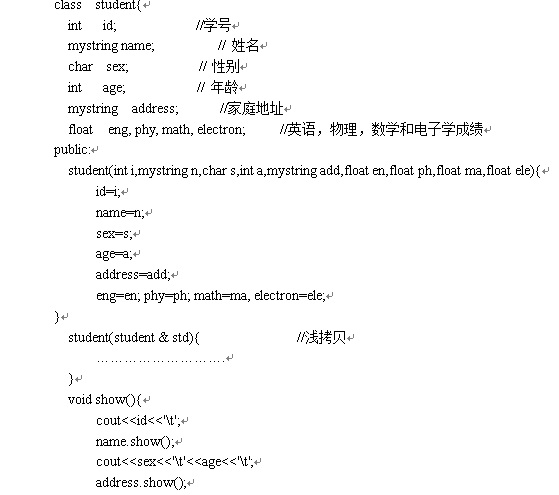 class student{
int id; //学号
mystring name; // 姓名
char sex; // 性别
int age; // 年龄
mystring address; //家庭地址
float eng, phy, math, electron; //英语，物理，数学和电子学成绩
public:
student(int i,mystring n,char s,int a,mystring add,float en,float ph,float ma,float ele){
id=i;
name=n;
sex=s;
age=a;
address=add;
eng=en; phy=ph; math=ma, electron=ele;
}
student(student & std){ //浅拷贝
……………………….
}
void show(){
cout<<id<<'\t';
name.show();
cout<<sex<<'\t'<<age<<'\t';
address.show();